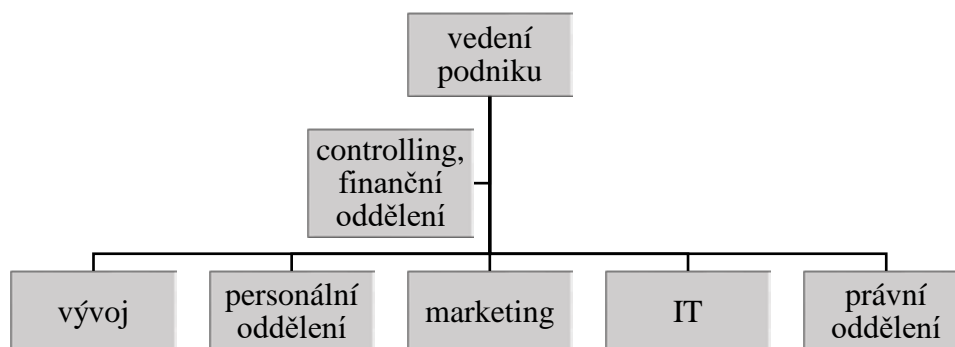 vedení
podniku
controlling,
finanční
oddělení
vývoj
personální
oddělení
marketing
IT
právní
oddělení